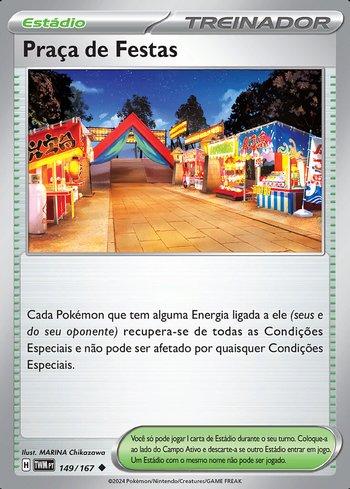 Estádio
TREINADOR
Praça de Festas
Cada Pokémon que tem alguma Energia ligada a ele (seus e
do seu oponente) recupera-se de todas as Condições
Especiais e não pode ser afetado por quaisquer Condições
Especiais.
Ilust. MARINA Chikazawa
H TWM PT 149/167 ◆
Você só pode jogar 1 carta de Estádio durante o seu turno. Coloque-a
ao lado do Campo Ativo e descarte-a se outro Estádio entrar em jogo.
Um Estádio com o mesmo nome não pode ser jogado.
©2024 Pokémon/Nintendo/Creatures/GAME FREAK